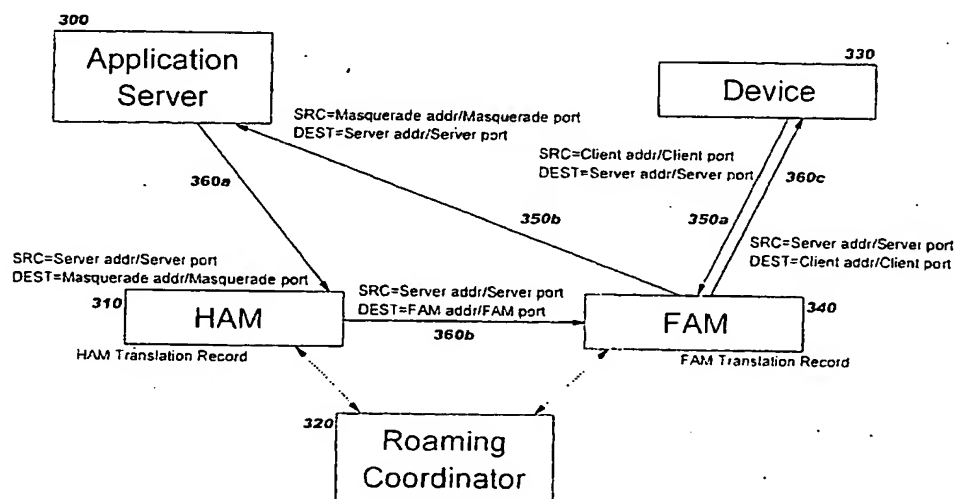 300
Application
Server
330
Device
SRC=Masquerade addr/Masquerade port
DEST=Server addr/Server port
SRC=Client addr/Client port
DEST=Server addr/Server port
360a
360c
350b
350a
SRC=Server addr/Server port
DEST=Masquerade addr/Masquerade port
SRC=Server addr/Server port
DEST=Client addr/Client port
310
HAM
SRC=Server addr/Server port
DEST=FAM addr/FAM port
360b
FAM
340
HAM Translation Record
FAM Translation Record
320
Roaming
Coordinator